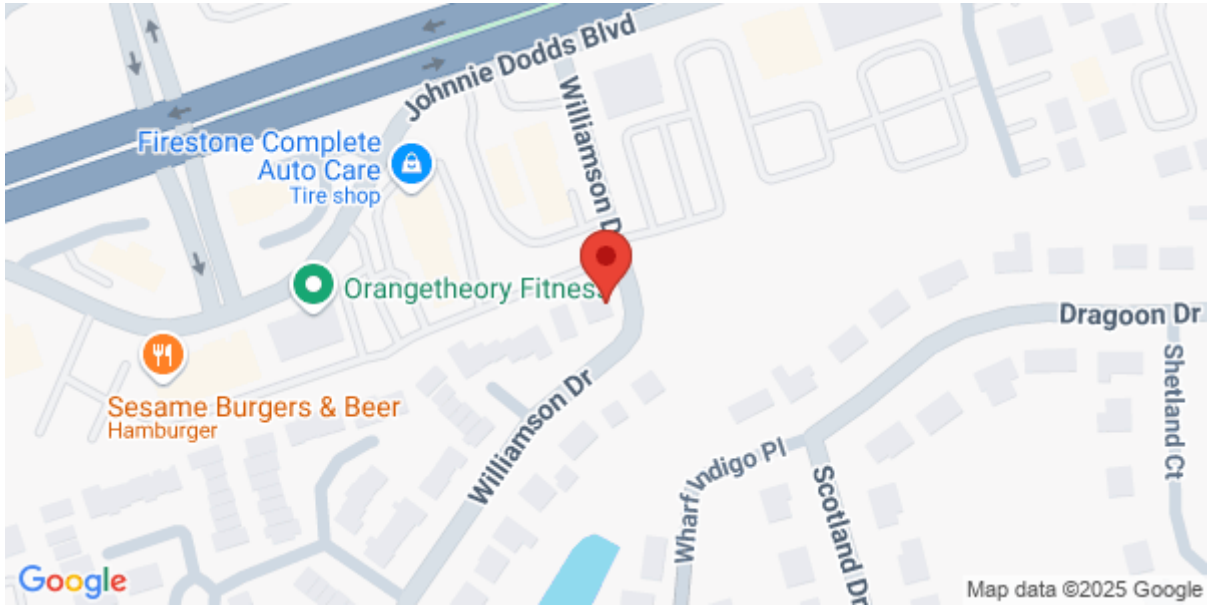 Johnnie Dodds Blvd
Williamson D
Firestone Complete
Auto Care
Tire shop
Orangetheory Fitness
Sesame Burgers & Beer
Hamburger
Williamson Dr
Dragoon Dr
Shetland Ct
Indigo Pl
Wharf
Scotland Dr
Google
Map data ©2025 Google